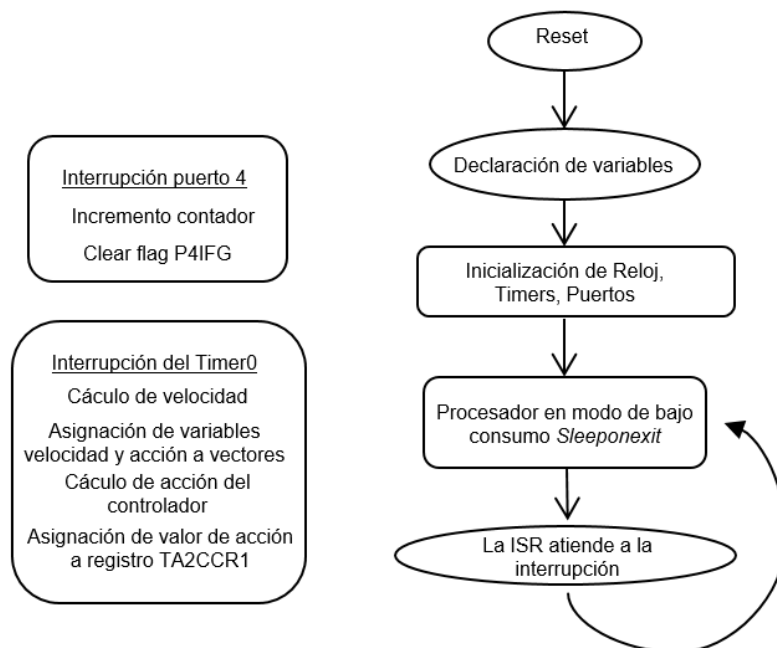 Reset
Declaración de variables
Interrupción puerto 4
Incremento contador
Clear flag P4IFG
Inicialización de Reloj,
Timers, Puertos
Interrupción del Timer0
Cáculo de velocidad
Asignación de variables
velocidad y acción a vectores
Cáculo de acción del
controlador
Asignación de valor de acción
a registro TA2CCR1
Procesador en modo de bajo
consumo Sleeponexit
La ISR atiende a la
interrupción